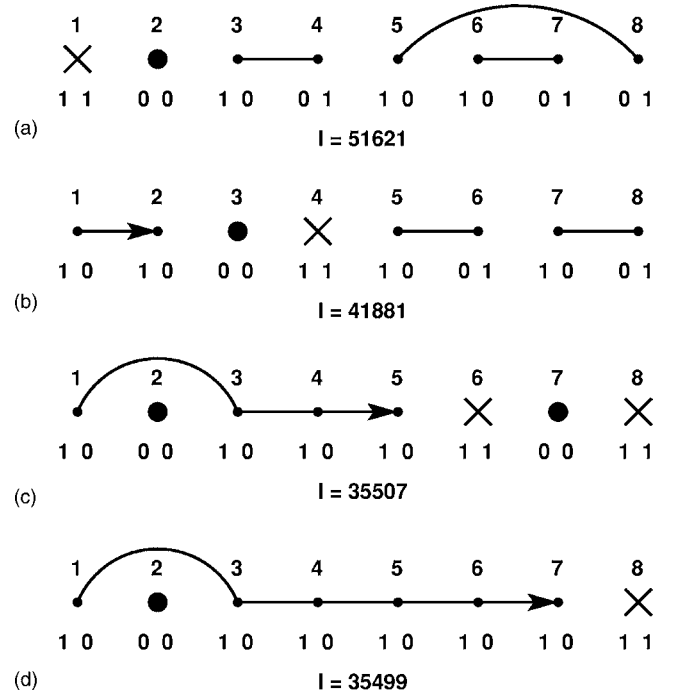 1 2 3 4 5 6 7 8
1 1 0 0 1 0 0 1 1 0 1 0 0 1 0 1
(a)
I = 51621
1 2 3 4 5 6 7 8
1 0 1 0 0 0 1 1 1 0 0 1 1 0 0 1
(b)
I = 41881
1 2 3 4 5 6 7 8
1 0 0 0 1 0 1 0 1 0 1 1 0 0 1 1
I = 35507
(c)
1 2 3 4 5 6 7 8
1 0 0 0 1 0 1 0 1 0 1 0 1 0 1 1
(d)
I = 35499